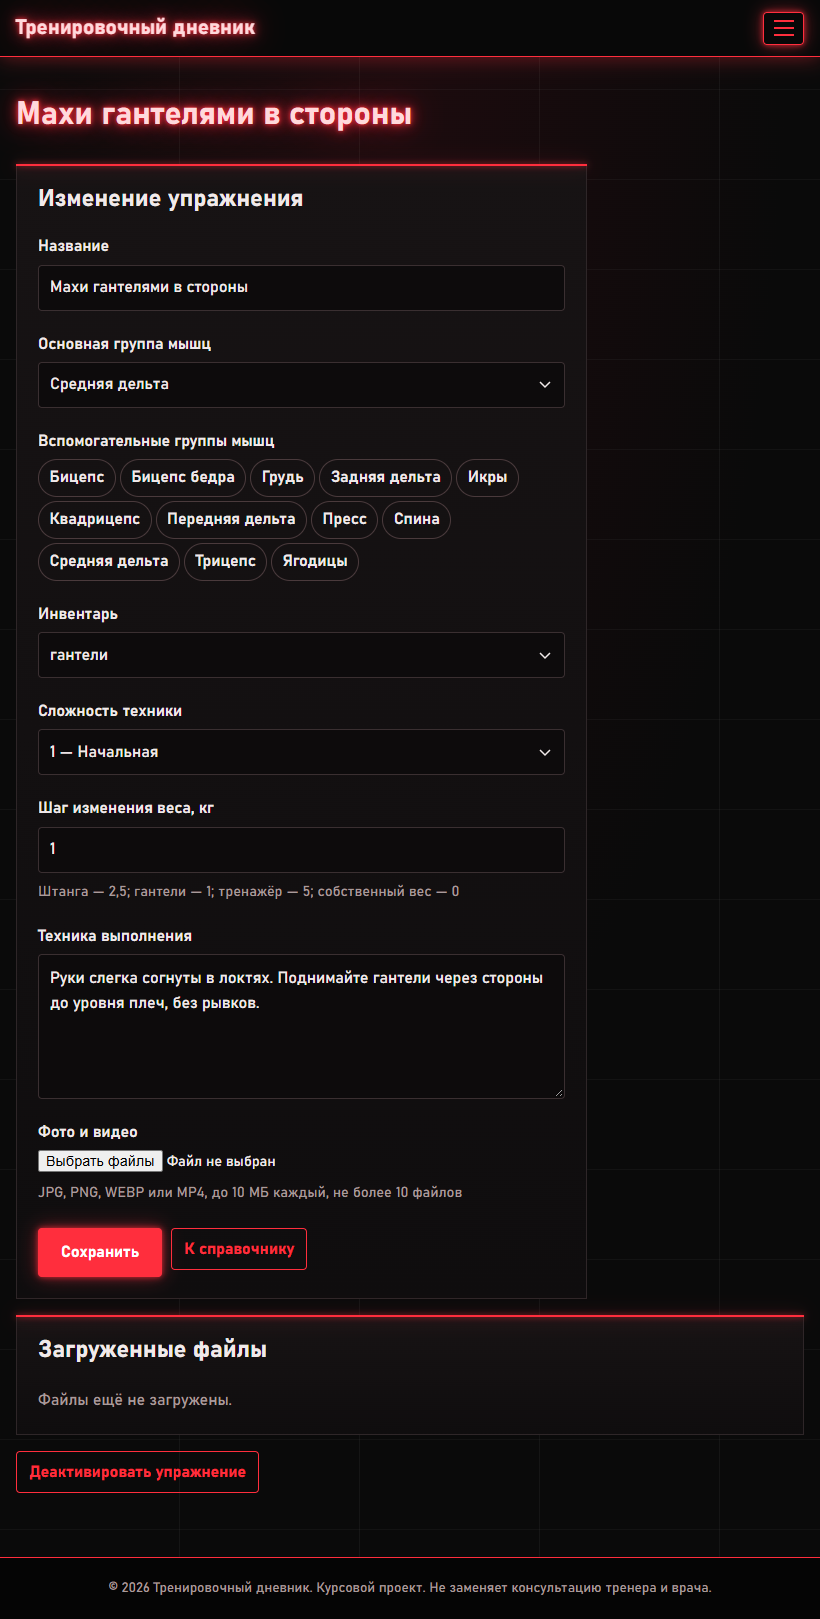 Тренировочный дневник
Махи гантелями в стороны
Изменение упражнения
Название
Махи гантелями в стороны
Основная группа мышц
Средняя дельта
Вспомогательные группы мышц
Бицепс Бицепс бедра Грудь Задняя дельта Икры
Квадрицепс Передняя дельта Пресс Спина
Средняя дельта Трицепс Ягодицы
Инвентарь
гантели
Сложность техники
1 — Начальная
Шаг изменения веса, кг
1
Штанга — 2,5; гантели — 1; тренажёр — 5; собственный вес — 0
Техника выполнения
Руки слегка согнуты в локтях. Поднимайте гантели через стороны
до уровня плеч, без рывков.
Фото и видео
Выбрать файлы Файл не выбран
JPG, PNG, WEBP или MP4, до 10 МБ каждый, не более 10 файлов
Сохранить К справочнику
Загруженные файлы
Файлы ещё не загружены.
Деактивировать упражнение
© 2026 Тренировочный дневник. Курсовой проект. Не заменяет консультацию тренера и врача.